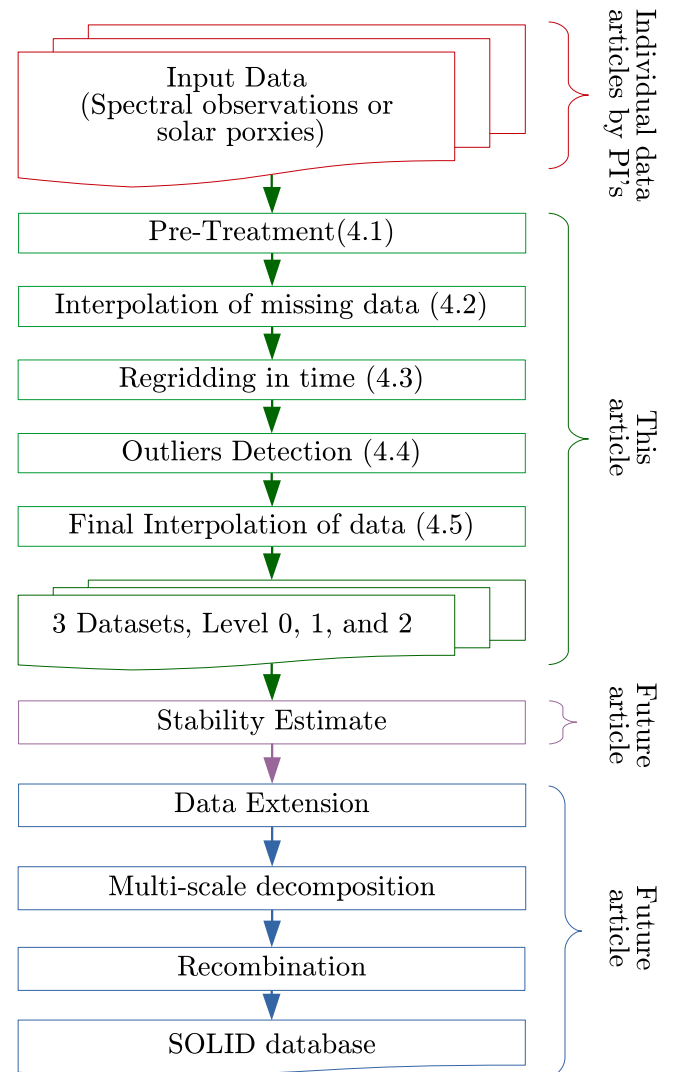 Input Data
(Spectral observations or
solar porxies)
Individual data
articles by PI's
Pre-Treatment(4.1)
Interpolation of missing data (4.2)
Regridding in time (4.3)
Outliers Detection (4.4)
Final Interpolation of data (4.5)
3 Datasets, Level 0, 1, and 2
This
article
Stability Estimate
Future
article
Data Extension
Multi-scale decomposition
Recombination
SOLID database
Future
article